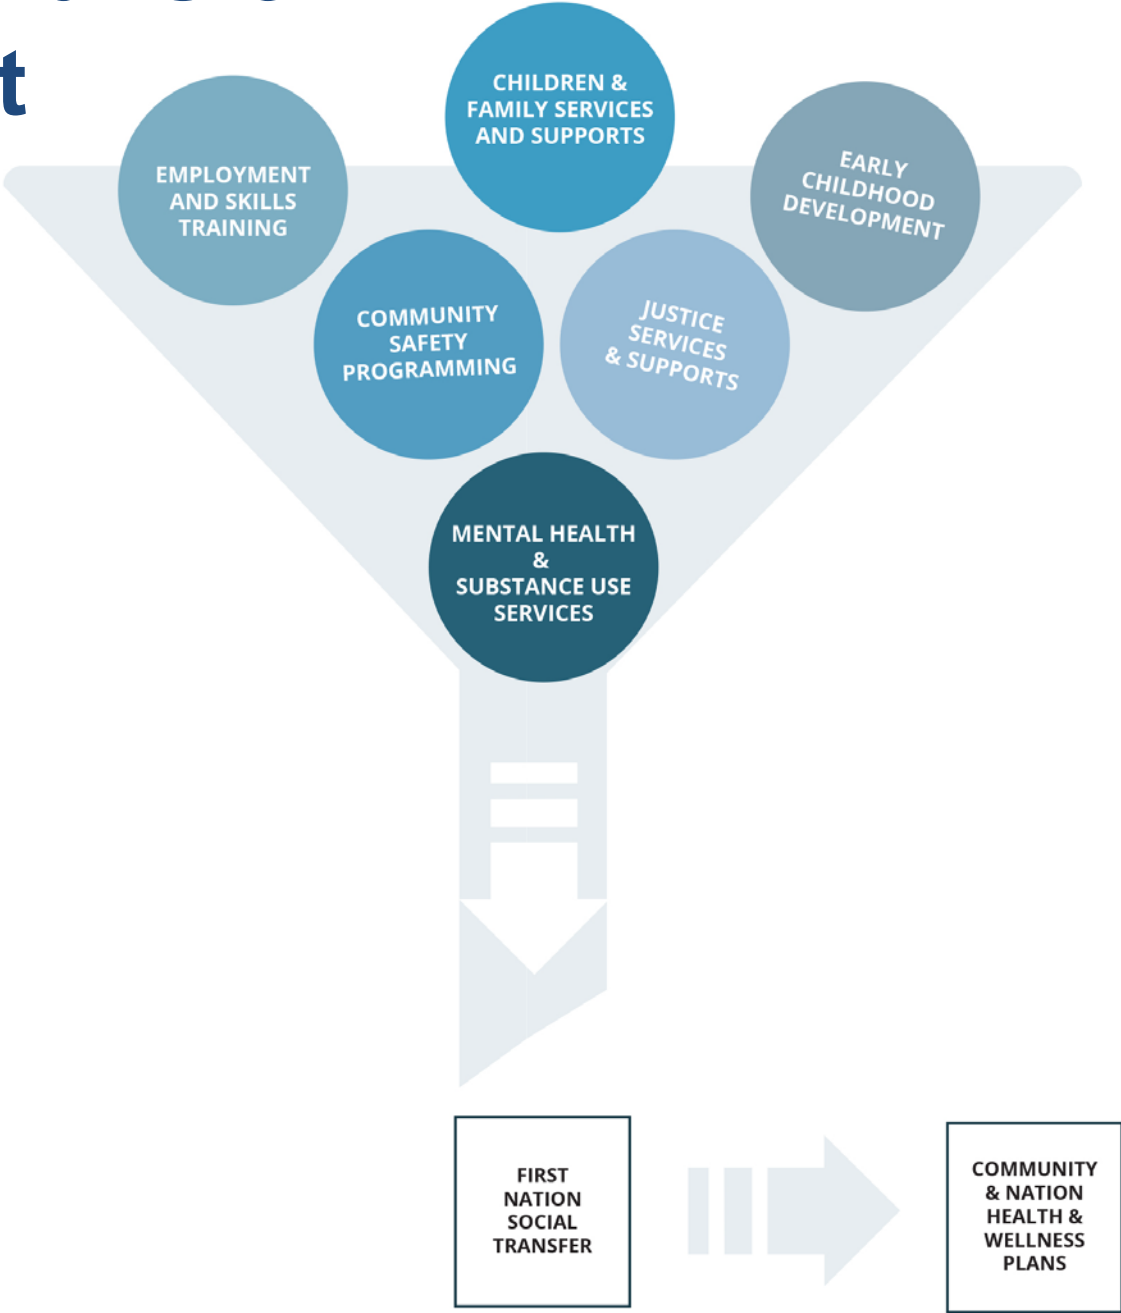 t
CHILDREN &
FAMILY SERVICES
AND SUPPORTS
EMPLOYMENT
AND SKILLS
TRAINING
EARLY
CHILDHOOD
DEVELOPMENT
COMMUNITY
SAFETY
PROGRAMMING
JUSTICE
SERVICES
& SUPPORTS
MENTAL HEALTH
&
SUBSTANCE USE
SERVICES
FIRST
NATION
SOCIAL
TRANSFER
COMMUNITY
& NATION
HEALTH &
WELLNESS
PLANS